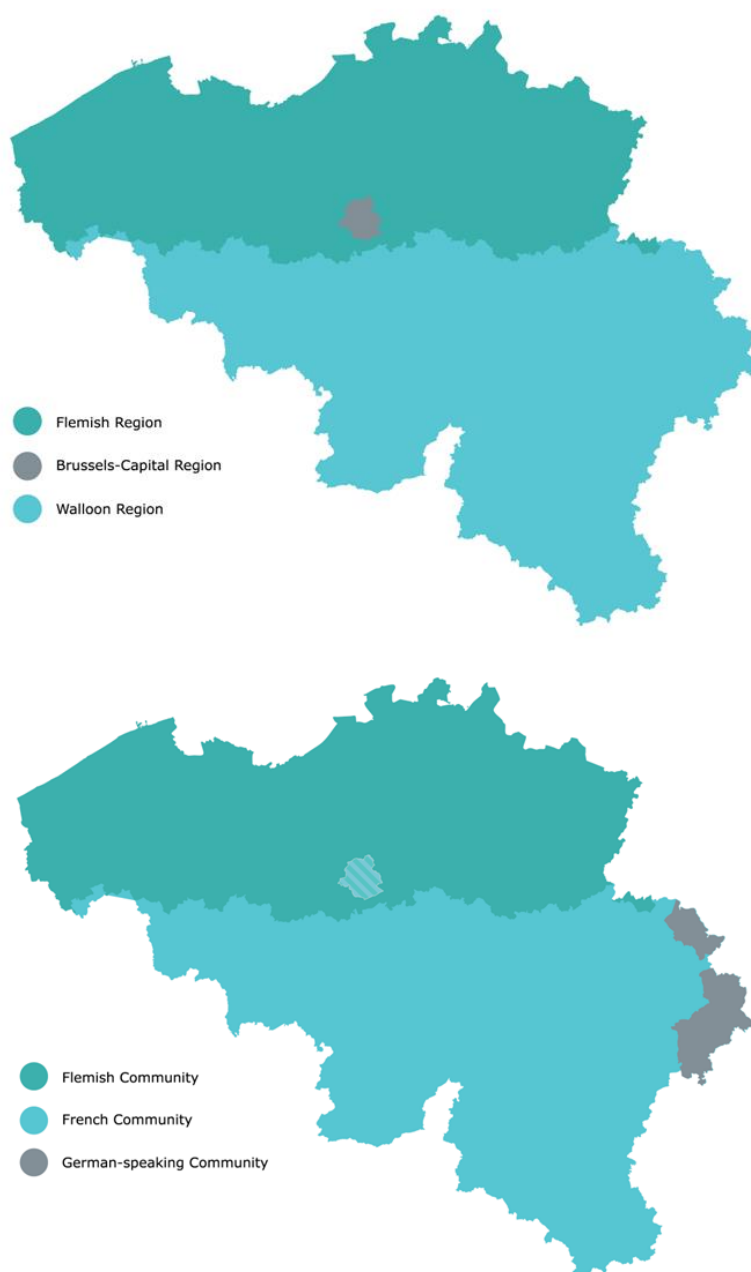 Flemish Region
Brussels-Capital Region
Walloon Region
Flemish Community
French Community
German-speaking Community